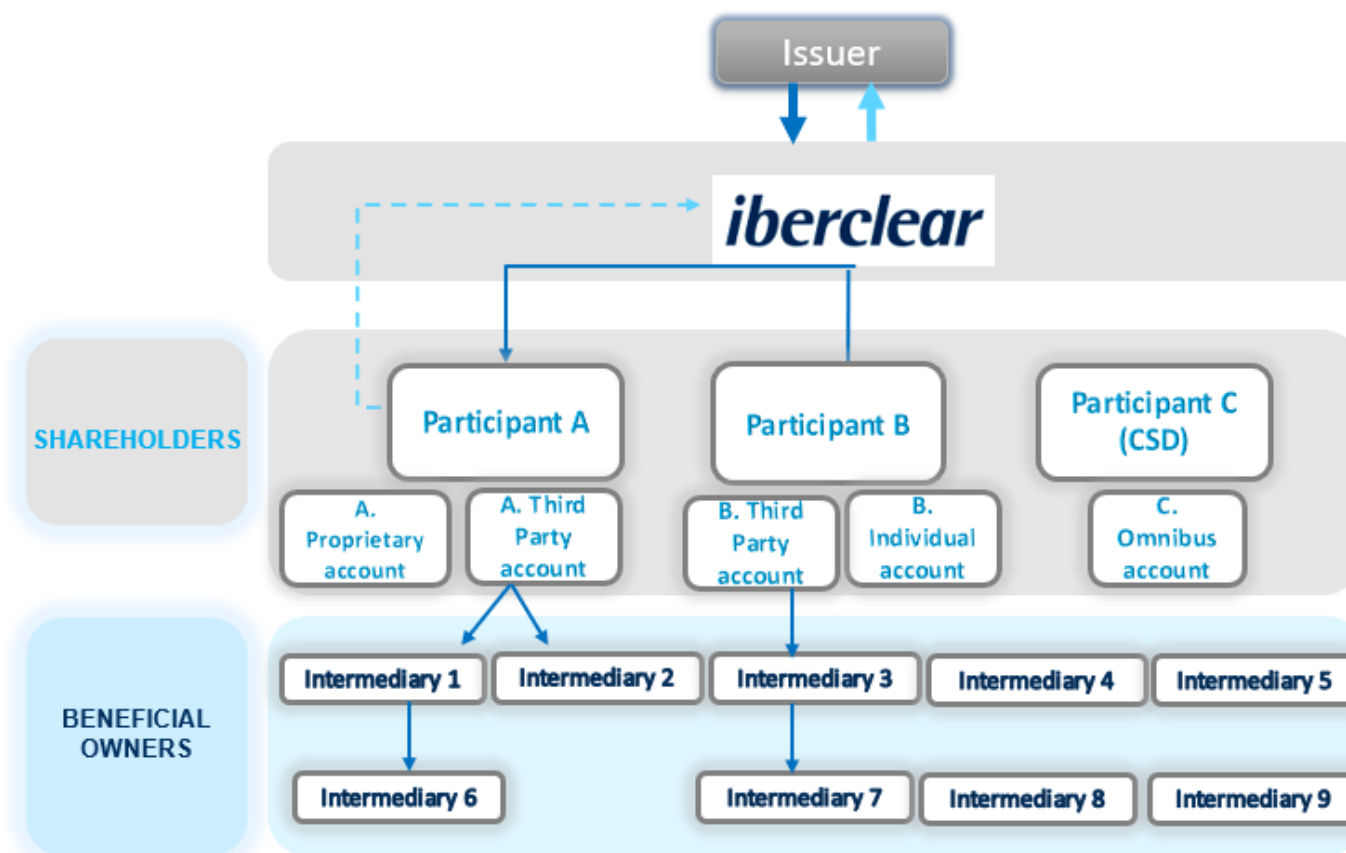 Issuer
iberclear
SHAREHOLDERS
Participant A
Participant B
Participant C
(CSD)
A.
Proprietary
account
A. Third
Party
account
B. Third
Party
account
B.
Individual
account
C.
Omnibus
account
BENEFICIAL
OWNERS
Intermediary 1
Intermediary 2
Intermediary 3
Intermediary 4
Intermediary 5
Intermediary 6
Intermediary 7
Intermediary 8
Intermediary 9